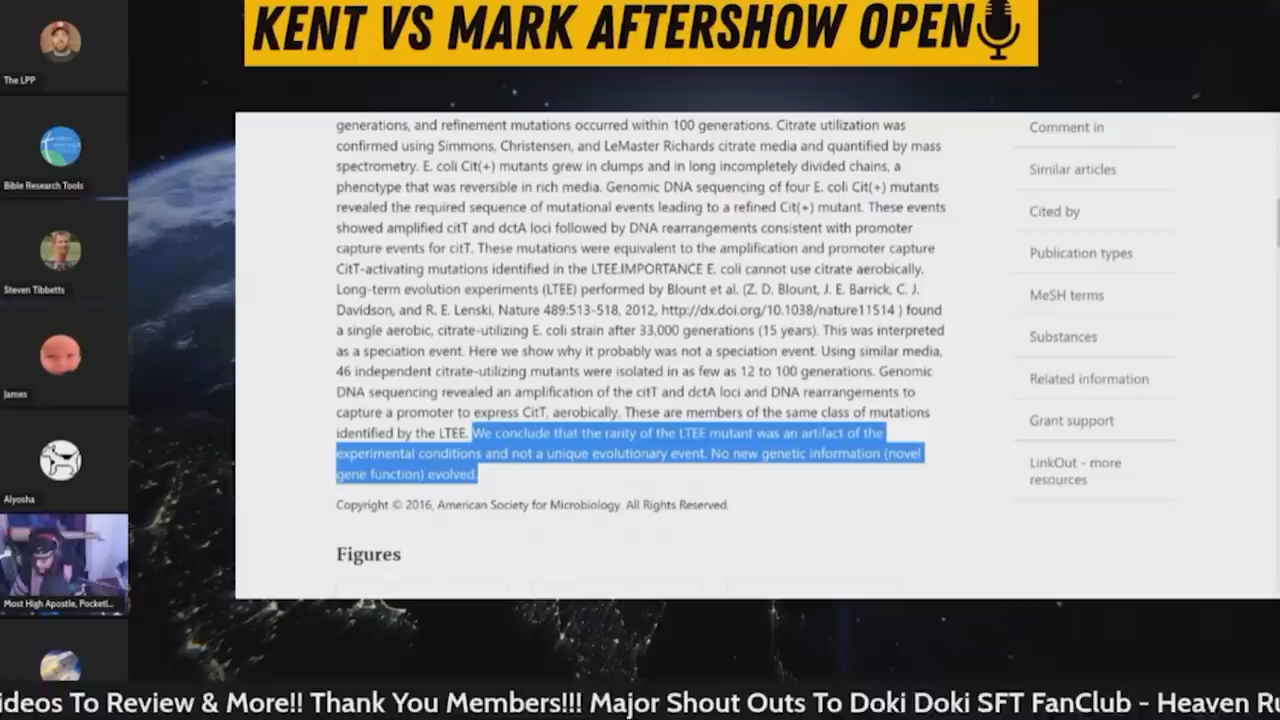 KENT VS MARK AFTERSHOW OPEN
The LPP
Bible Research Tools
Steven Tibbetts
James
Alyosha
Most High Apostle, Pocketl...
generations, and refinement mutations occurred within 100 generations. Citrate utilization was
confirmed using Simmons, Christensen, and LeMaster Richards citrate media and quantified by mass
spectrometry. E. coli Cit(+) mutants grew in clumps and in long incompletely divided chains, a
phenotype that was reversible in rich media. Genomic DNA sequencing of four E. coli Cit(+) mutants
revealed the required sequence of mutational events leading to a refined Cit(+) mutant. These events
showed amplified citT and dctA loci followed by DNA rearrangements consistent with promoter
capture events for citT. These mutations were equivalent to the amplification and promoter capture
CitT-activating mutations identified in the LTEE.IMPORTANCE E. coli cannot use citrate aerobically.
Long-term evolution experiments (LTEE) performed by Blount et al. (Z. D. Blount, J. E. Barrick, C. J.
Davidson, and R. E. Lenski, Nature 489:513-518, 2012, http://dx.doi.org/10.1038/nature11514 ) found
a single aerobic, citrate-utilizing E. coli strain after 33,000 generations (15 years). This was interpreted
as a speciation event. Here we show why it probably was not a speciation event. Using similar media,
46 independent citrate-utilizing mutants were isolated in as few as 12 to 100 generations. Genomic
DNA sequencing revealed an amplification of the citT and dctA loci and DNA rearrangements to
capture a promoter to express CitT, aerobically. These are members of the same class of mutations
identified by the LTEE. We conclude that the rarity of the LTEE mutant was an artifact of the
experimental conditions and not a unique evolutionary event. No new genetic information (novel
gene function) evolved.
Copyright © 2016, American Society for Microbiology. All Rights Reserved.
Figures
Comment in
Similar articles
Cited by
Publication types
MeSH terms
Substances
Related information
Grant support
LinkOut - more
resources
ideos To Review & More!! Thank You Members!!! Major Shout Outs To Doki Doki SFT FanClub - Heaven Ru